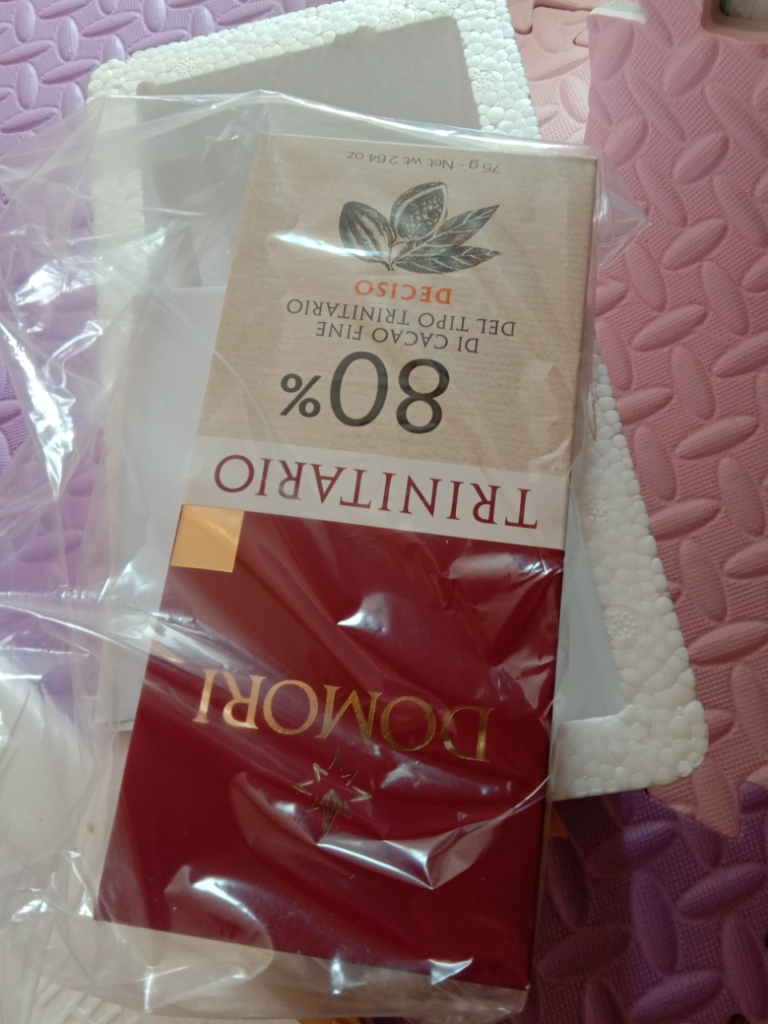 DOMORI
TRINITARIO
80%
DI CACAO FINE
DEL TIPO TRINITARIO
DECISO
75 g - Net wt 2.64 oz